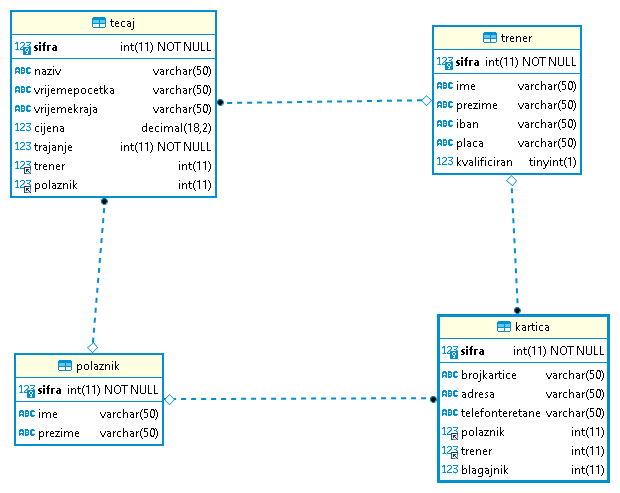 tecaj
123 sifra int(11) NOT NULL
ABC naziv varchar(50)
ABC vrijemepocetka varchar(50)
ABC vrijemekraja varchar(50)
123 cijena decimal(18,2)
123 trajanje int(11) NOT NULL
123 trener int(11)
123 polaznik int(11)
trener
123 sifra int(11) NOT NULL
ABC ime varchar(50)
ABC prezime varchar(50)
ABC iban varchar(50)
ABC placa varchar(50)
123 kvalificiran tinyint(1)
polaznik
123 sifra int(11) NOT NULL
ABC ime varchar(50)
ABC prezime varchar(50)
kartica
123 sifra int(11) NOT NULL
ABC brojkartice varchar(50)
ABC adresa varchar(50)
ABC telefonteretane varchar(50)
123 polaznik int(11)
123 trener int(11)
123 blagajnik int(11)